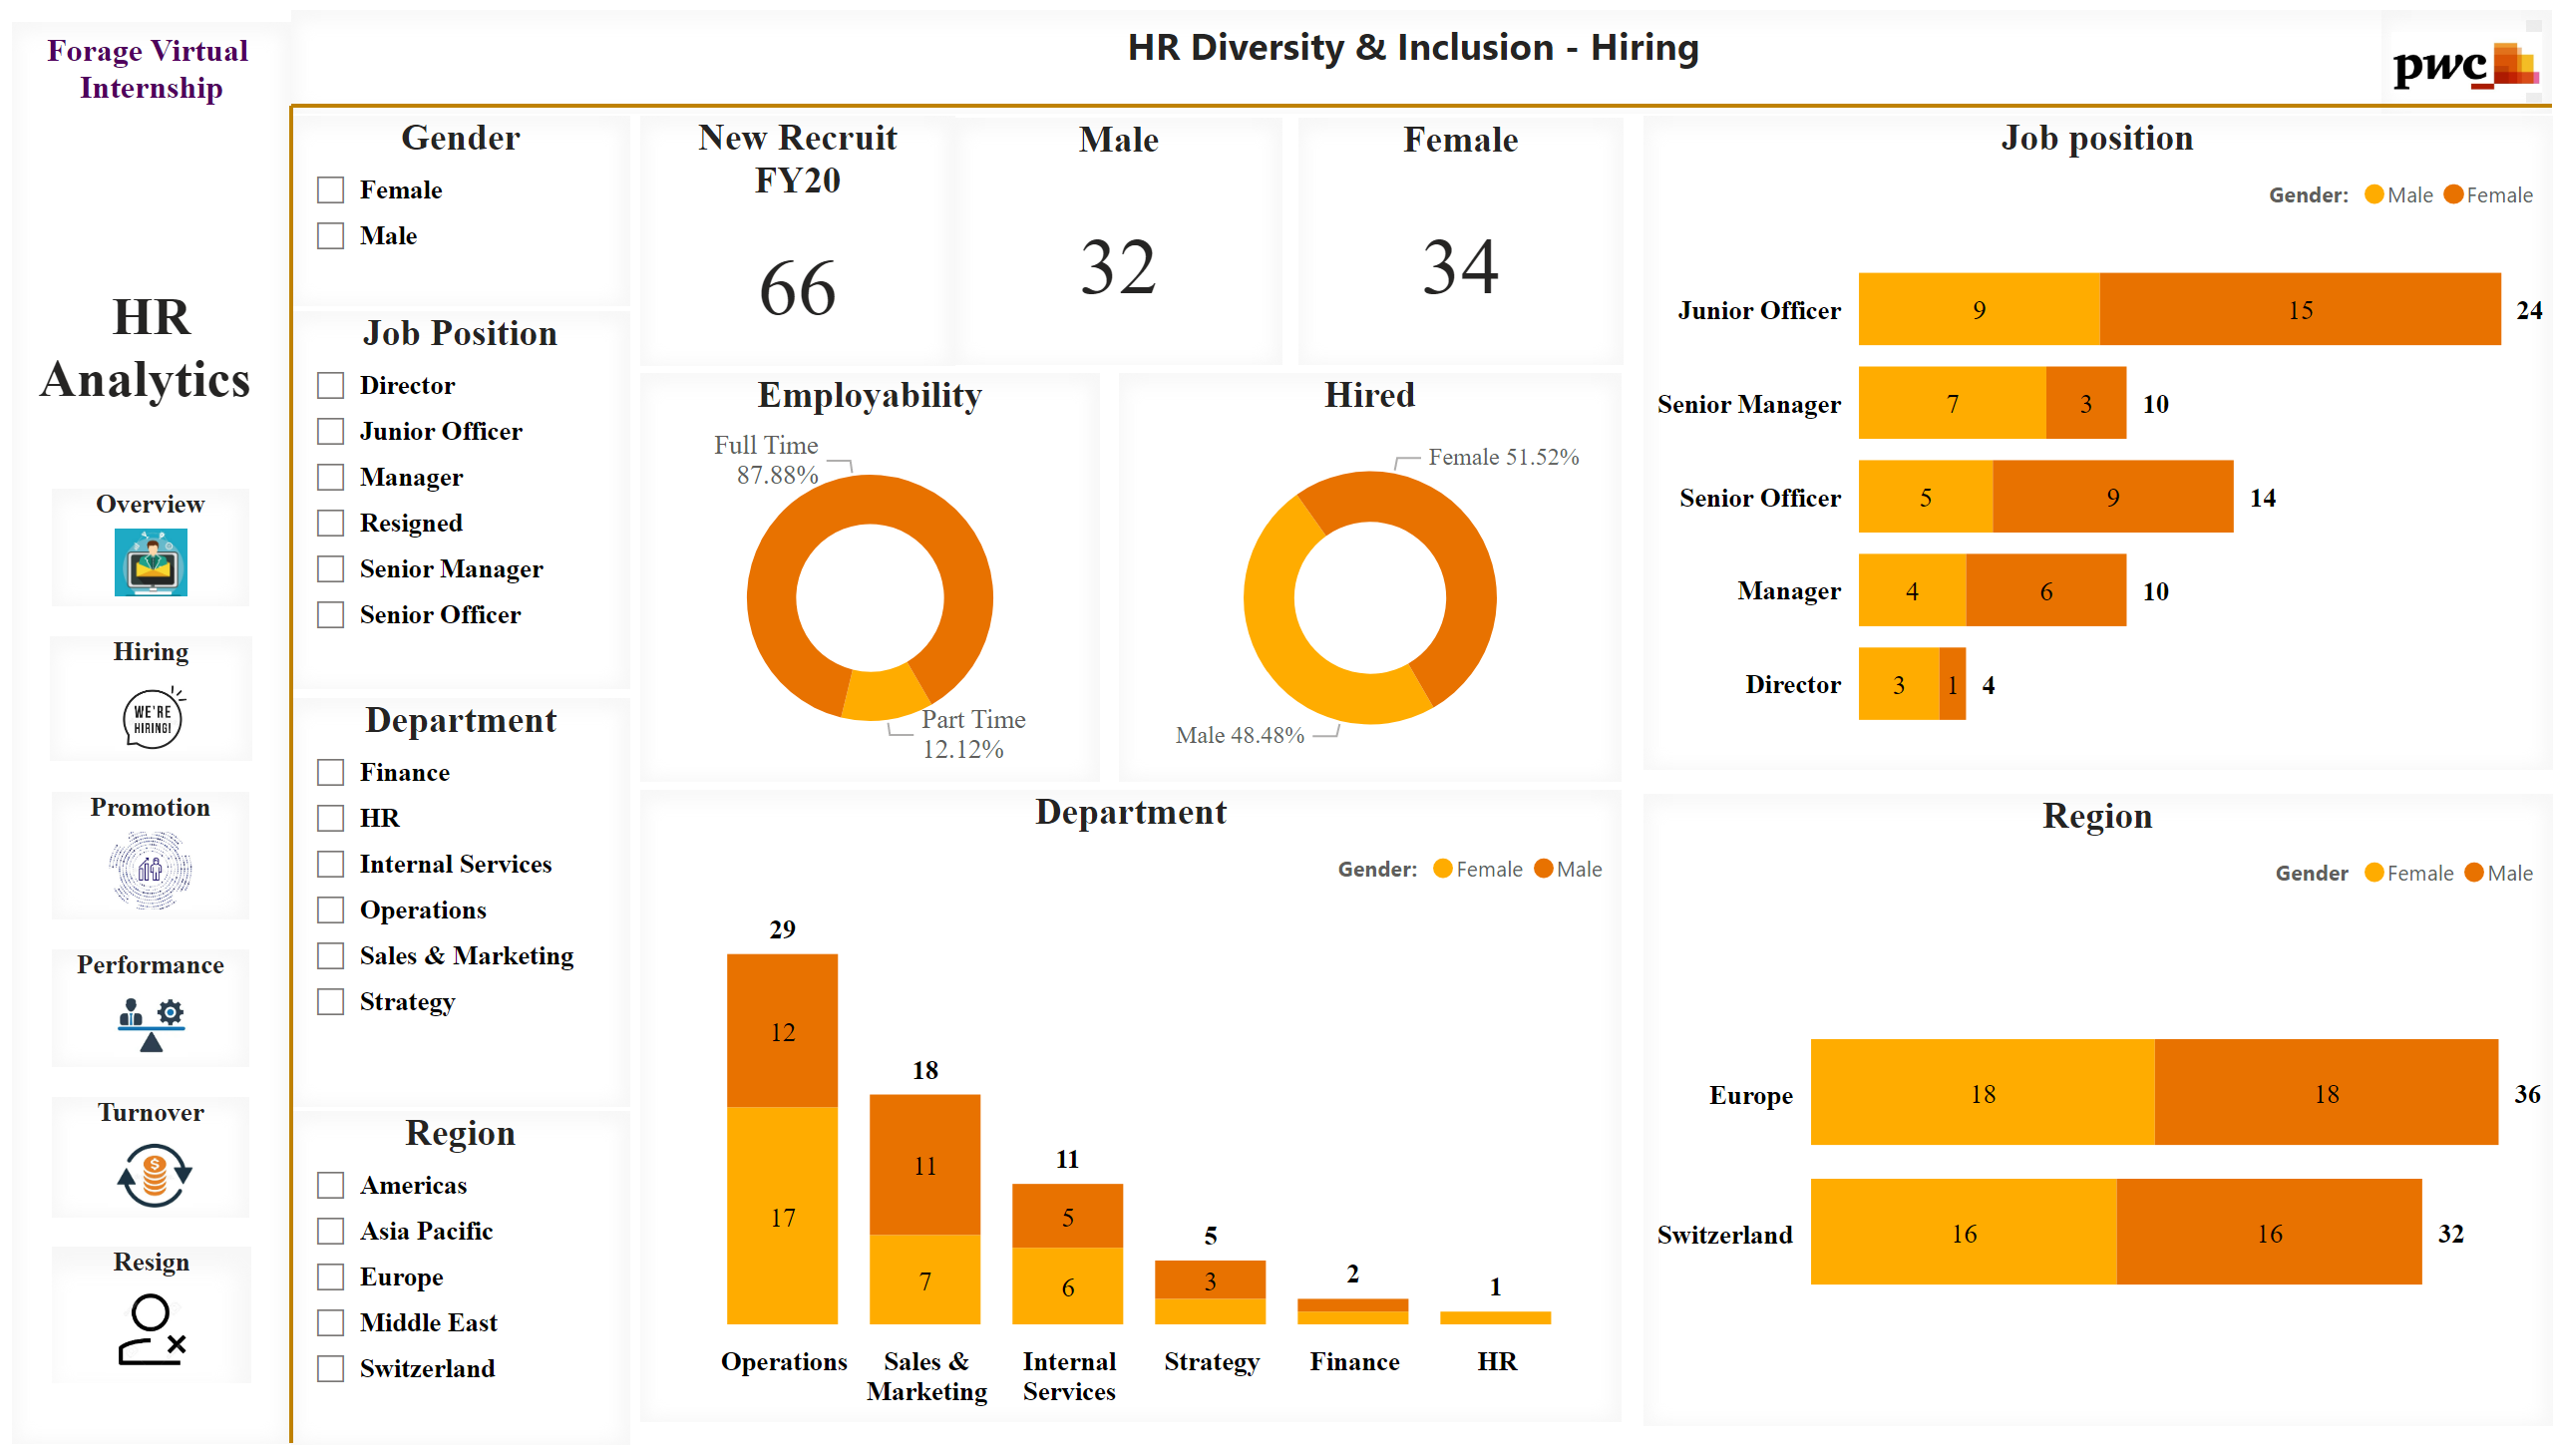 Forage Virtual
Internship
HR Diversity & Inclusion - Hiring
pwc
HR
Analytics
Overview
Hiring
WE'RE
HIRING!
Promotion
Performance
Turnover
$
Resign
Gender
Female
Male
Job Position
Director
Junior Officer
Manager
Resigned
Senior Manager
Senior Officer
Department
Finance
HR
Internal Services
Operations
Sales & Marketing
Strategy
Region
Americas
Asia Pacific
Europe
Middle East
Switzerland
New Recruit
FY20
66
Male
32
Female
34
Employability
Full Time
87.88%
Part Time
12.12%
Hired
Female 51.52%
Male 48.48%
Job position
Gender: Male Female
Junior Officer 9 15 24
Senior Manager 7 3 10
Senior Officer 5 9 14
Manager 4 6 10
Director 3 1 4
Department
Gender: Female Male
29
12
17
18
11
7
11
5
6
5
3
2
1
Operations
Sales &
Marketing
Internal
Services
Strategy
Finance
HR
Region
Gender Female Male
Europe 18 18 36
Switzerland 16 16 32